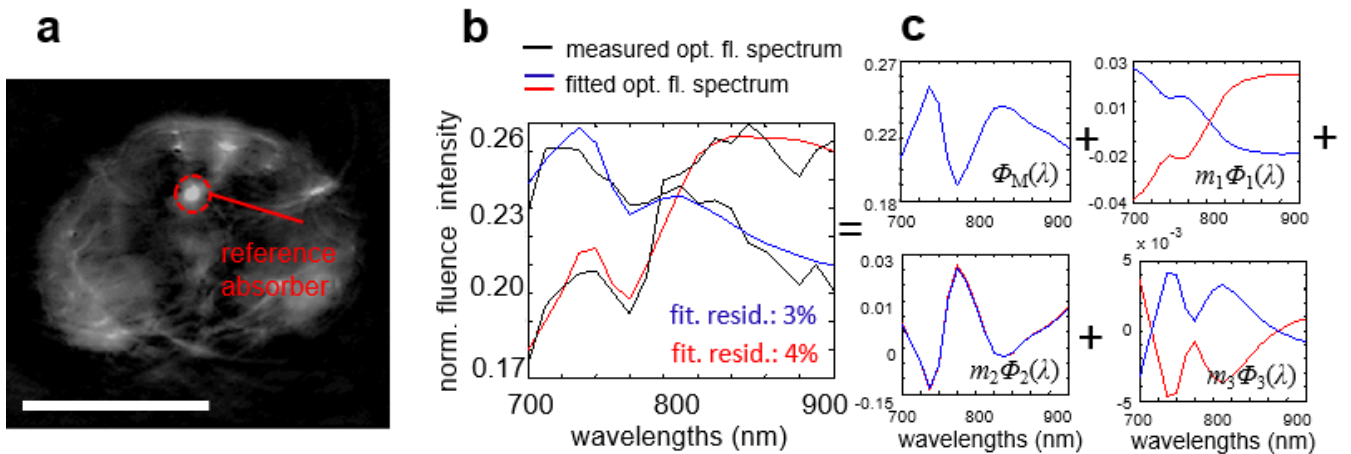 a
reference
absorber
b
measured opt. fl. spectrum
fitted opt. fl. spectrum
norm. fluence intensity
0.26
0.23
0.20
0.17
fit. resid.: 3%
fit. resid.: 4%
700
800
900
wavelengths (nm)
=
c
0.27
0.22
0.18
Φ_M(λ)
700
800
900
+
0.03
0.01
-0.02
-0.04
m₁Φ₁(λ)
700
800
900
+
0.03
0.01
0
-0.15
m₂Φ₂(λ)
700
800
900
wavelengths (nm)
+
x 10⁻³
5
0
-5
m₃Φ₃(λ)
700
800
900
wavelengths (nm)